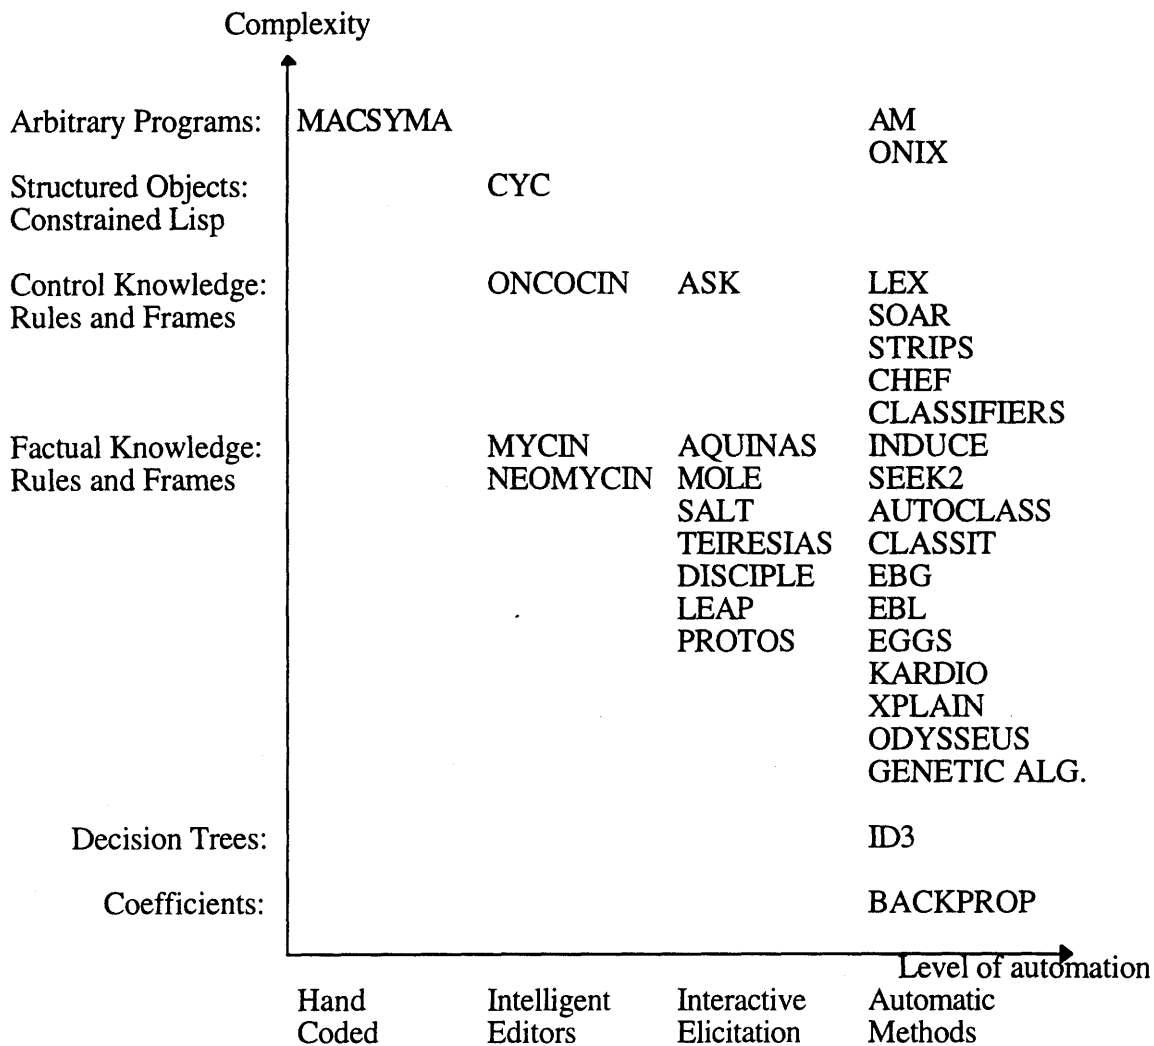 Complexity
Arbitrary Programs: MACSYMA AM
ONIX
Structured Objects: CYC
Constrained Lisp
Control Knowledge: ONCOCIN ASK LEX
Rules and Frames SOAR
STRIPS
CHEF
CLASSIFIERS
Factual Knowledge: MYCIN AQUINAS INDUCE
Rules and Frames NEOMYCIN MOLE SEEK2
SALT AUTOCLASS
TEIRESIAS CLASSIT
DISCIPLE EBG
LEAP EBL
PROTOS EGGS
KARDIO
XPLAIN
ODYSSEUS
GENETIC ALG.
Decision Trees: ID3
Coefficients: BACKPROP
Level of automation
Hand Intelligent Interactive Automatic
Coded Editors Elicitation Methods